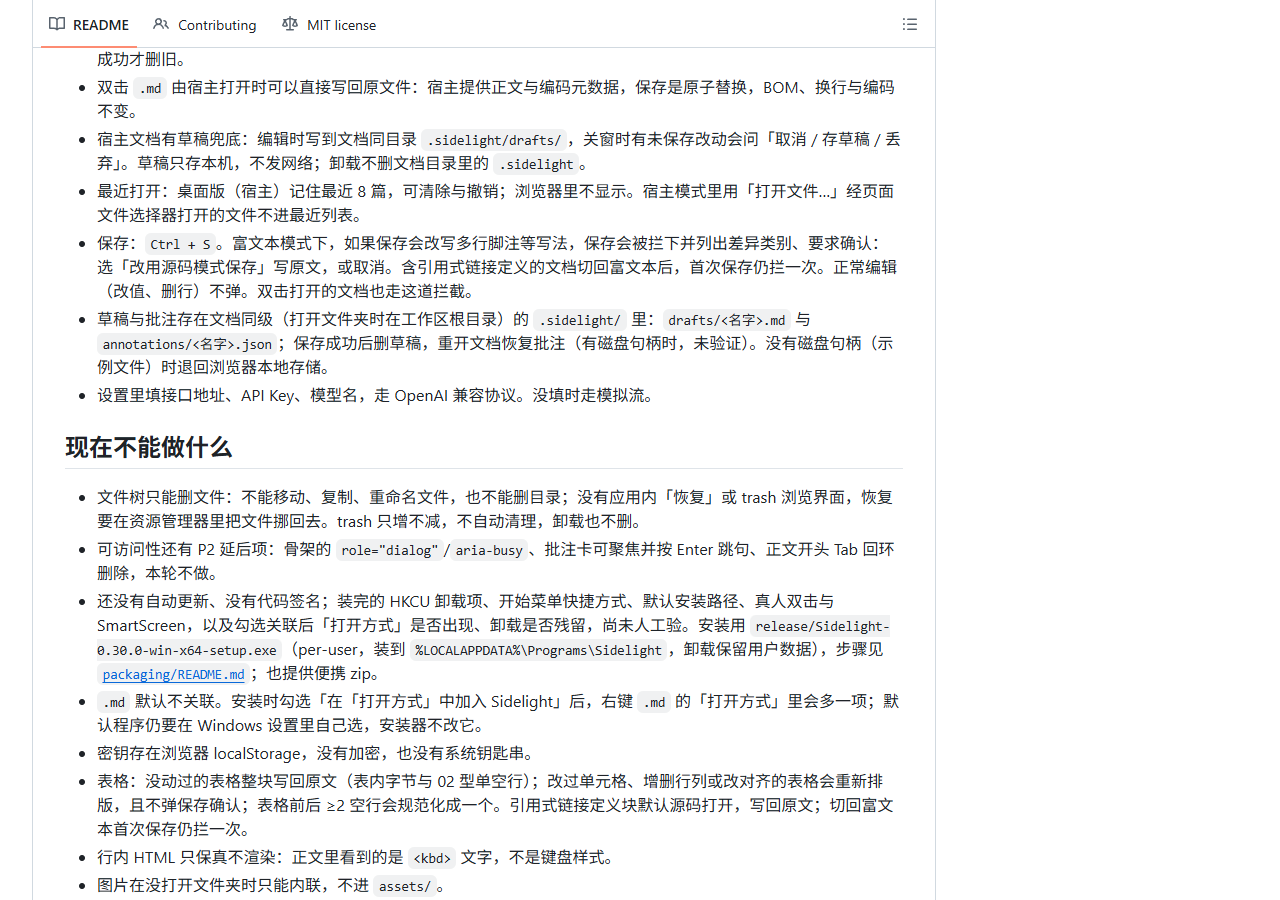 README
Contributing
MIT license
成功才删旧。
双击 .md 由宿主打开时可以直接写回原文件：宿主提供正文与编码元数据，保存是原子替换，BOM、换行与编码
不变。
宿主文档有草稿兜底：编辑时写到文档同目录 .sidelight/drafts/，关窗时有未保存改动会问「取消 / 存草稿 / 丢
弃」。草稿只存本机，不发网络；卸载不删文档目录里的 .sidelight。
最近打开：桌面版（宿主）记住最近 8 篇，可清除与撤销；浏览器里不显示。宿主模式里用「打开文件…」经页面
文件选择器打开的文件不进最近列表。
保存：Ctrl + S。富文本模式下，如果保存会改写多行脚注等写法，保存会被拦下并列出差异类别、要求确认：
选「改用源码模式保存」写原文，或取消。含引用式链接定义的文档切回富文本后，首次保存仍拦一次。正常编辑
（改值、删行）不弹。双击打开的文档也走这道拦截。
草稿与批注存在文档同级（打开文件夹时在工作区根目录）的 .sidelight/ 里：drafts/<名字>.md 与
annotations/<名字>.json；保存成功后删草稿，重开文档恢复批注（有磁盘句柄时，未验证）。没有磁盘句柄（示
例文件）时退回浏览器本地存储。
设置里填接口地址、API Key、模型名，走 OpenAI 兼容协议。没填时走模拟流。
现在不能做什么
文件树只能删文件：不能移动、复制、重命名文件，也不能删目录；没有应用内「恢复」或 trash 浏览界面，恢复
要在资源管理器里把文件挪回去。trash 只增不减，不自动清理，卸载也不删。
可访问性还有 P2 延后项：骨架的 role="dialog"/aria-busy、批注卡可聚焦并按 Enter 跳句、正文开头 Tab 回环
删除，本轮不做。
还没有自动更新、没有代码签名；装完的 HKCU 卸载项、开始菜单快捷方式、默认安装路径、真人双击与
SmartScreen，以及勾选关联后「打开方式」是否出现、卸载是否残留，尚未人工验。安装用 release/Sidelight-
0.30.0-win-x64-setup.exe（per-user，装到 %LOCALAPPDATA%\Programs\Sidelight，卸载保留用户数据），步骤见
packaging/README.md；也提供便携 zip。
.md 默认不关联。安装时勾选「在「打开方式」中加入 Sidelight」后，右键 .md 的「打开方式」里会多一项；默
认程序仍要在 Windows 设置里自己选，安装器不改它。
密钥存在浏览器 localStorage，没有加密，也没有系统钥匙串。
表格：没动过的表格整块写回原文（表内字节与 02 型单空行）；改过单元格、增删行列或改对齐的表格会重新排
版，且不弹保存确认；表格前后 ≥2 空行会规范化成一个。引用式链接定义块默认源码打开，写回原文；切回富文
本首次保存仍拦一次。
行内 HTML 只保真不渲染：正文里看到的是 <kbd> 文字，不是键盘样式。
图片在没打开文件夹时只能内联，不进 assets/。